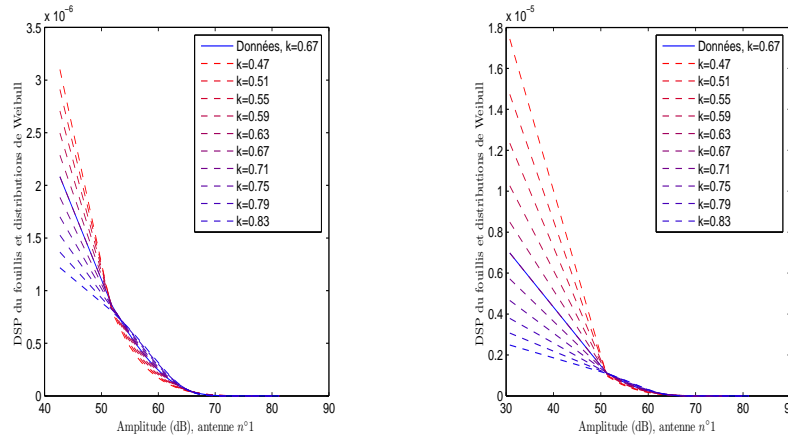 3.5
x 10^-6
3
2.5
2
1.5
1
0.5
0
40
50
60
70
80
90
DSP du fouillis et distributions de Weibull
Amplitude (dB), antenne n°1
Données, k=0.67
k=0.47
k=0.51
k=0.55
k=0.59
k=0.63
k=0.67
k=0.71
k=0.75
k=0.79
k=0.83
1.8
x 10^-5
1.6
1.4
1.2
1
0.8
0.6
0.4
0.2
0
30
40
50
60
70
80
90
DSP du fouillis et distributions de Weibull
Amplitude (dB), antenne n°1
Données, k=0.67
k=0.47
k=0.51
k=0.55
k=0.59
k=0.63
k=0.67
k=0.71
k=0.75
k=0.79
k=0.83